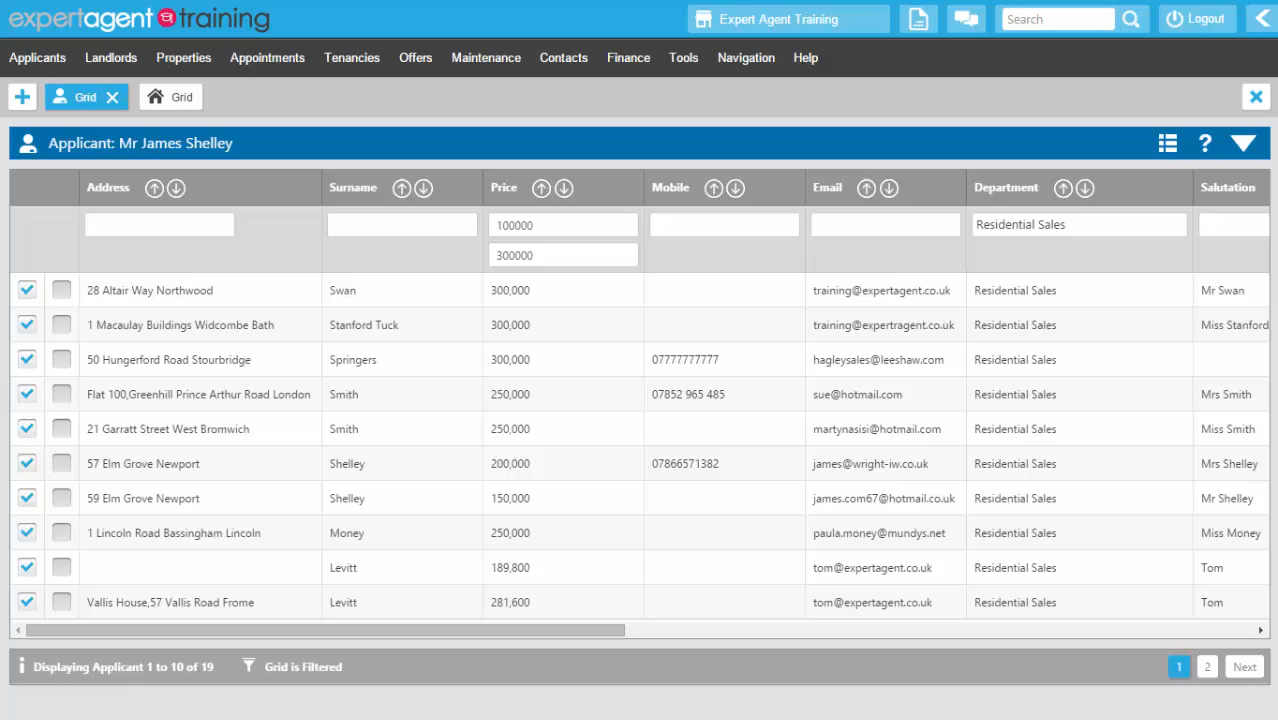 expertagent training
Expert Agent Training
Search
Logout
Applicants Landlords Properties Appointments Tenancies Offers Maintenance Contacts Finance Tools Navigation Help
Grid Grid
Applicant: Mr James Shelley ?
Address Surname Price Mobile Email Department Salutation
100000 Residential Sales
300000
28 Altair Way Northwood Swan 300,000 training@expertagent.co.uk Residential Sales Mr Swan
1 Macaulay Buildings Widcombe Bath Stanford Tuck 300,000 training@expertragent.co.uk Residential Sales Miss Stanford
50 Hungerford Road Stourbridge Springers 300,000 07777777777 hagleysales@leeshaw.com Residential Sales
Flat 100,Greenhill Prince Arthur Road London Smith 250,000 07852 965 485 sue@hotmail.com Residential Sales Mrs Smith
21 Garratt Street West Bromwich Smith 250,000 martynasisi@hotmail.com Residential Sales Miss Smith
57 Elm Grove Newport Shelley 200,000 07866571382 james@wright-iw.co.uk Residential Sales Mrs Shelley
59 Elm Grove Newport Shelley 150,000 james.com67@hotmail.co.uk Residential Sales Mr Shelley
1 Lincoln Road Bassingham Lincoln Money 250,000 paula.money@mundys.net Residential Sales Miss Money
Levitt 189,800 tom@expertagent.co.uk Residential Sales Tom
Vallis House,57 Vallis Road Frome Levitt 281,600 tom@expertagent.co.uk Residential Sales Tom
Displaying Applicant 1 to 10 of 19 Grid is Filtered 1 2 Next